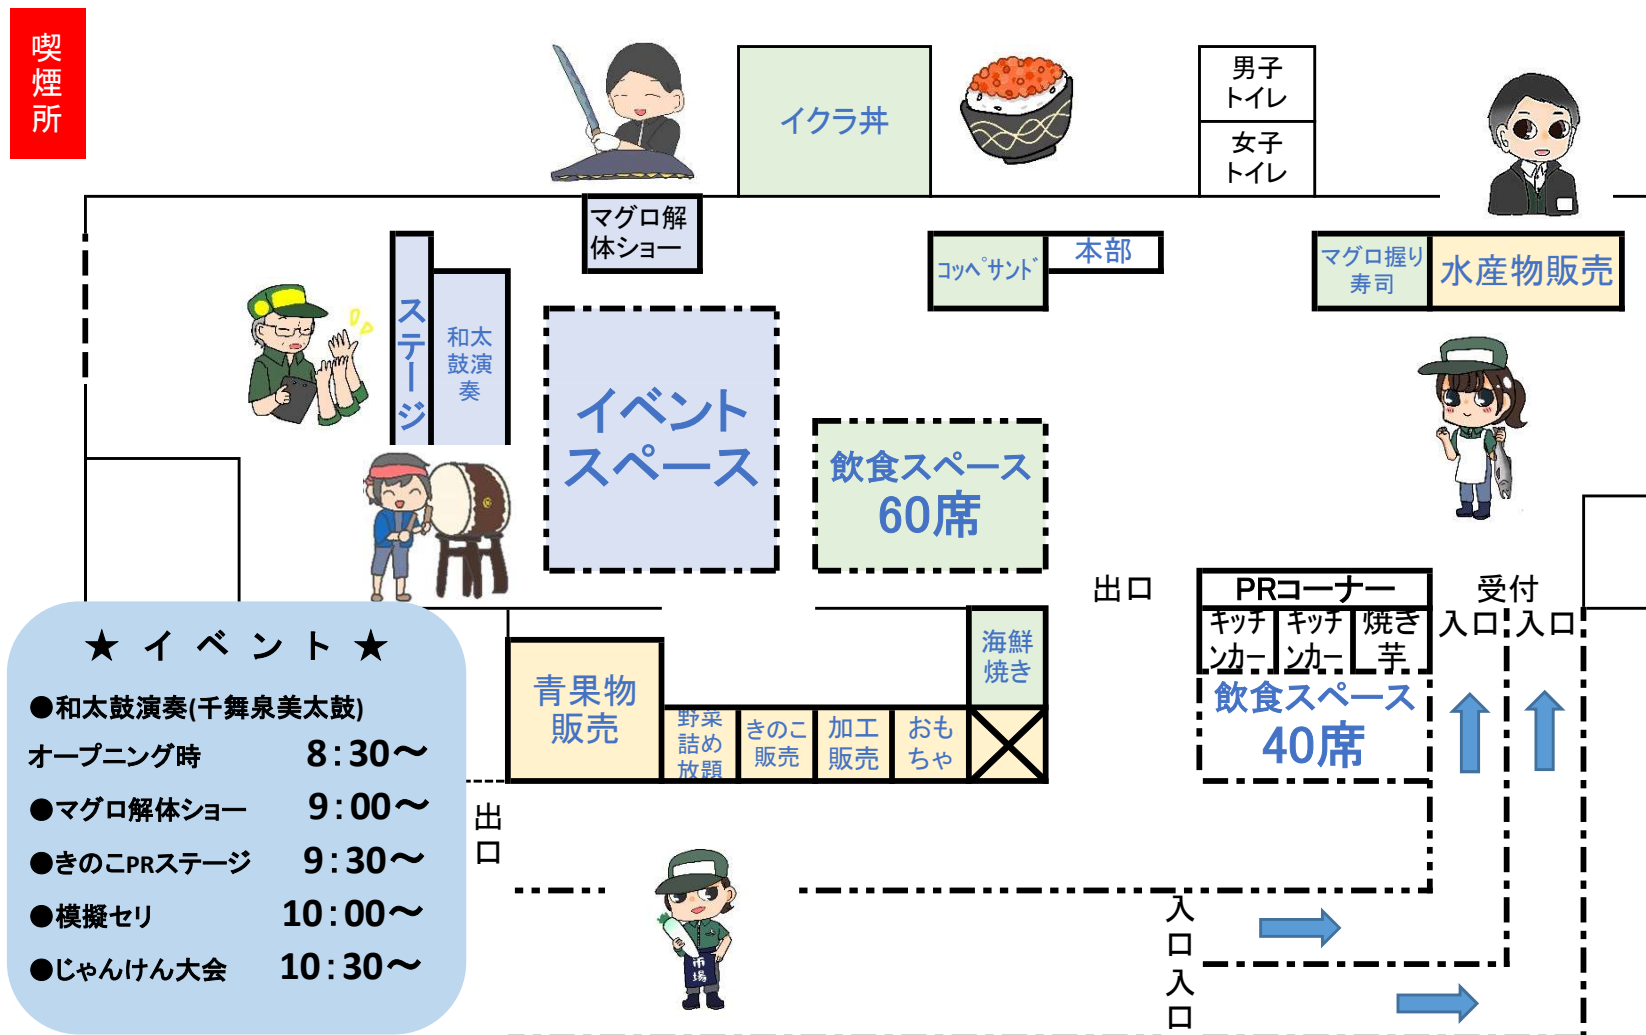 喫煙所
イクラ丼
男子
トイレ
女子
トイレ
マグロ解
体ショー
ステージ
和太
鼓演
奏
コッペサンド
本部
マグロ握り
寿司
水産物販売
イベント
スペース
飲食スペース
60席
出口
PRコーナー
キッチ
ンカー
キッチ
ンカー
焼き
芋
受付
入口
入口
飲食スペース
40席
海鮮
焼き
青果物
販売
野菜
詰め
放題
きのこ
販売
加工
販売
おも
ちゃ
出口
入口
入口
市場
★イベント★
●和太鼓演奏(千舞泉美太鼓)
オープニング時 8:30～
●マグロ解体ショー 9:00～
●きのこPRステージ 9:30～
●模擬セリ 10:00～
●じゃんけん大会 10:30～